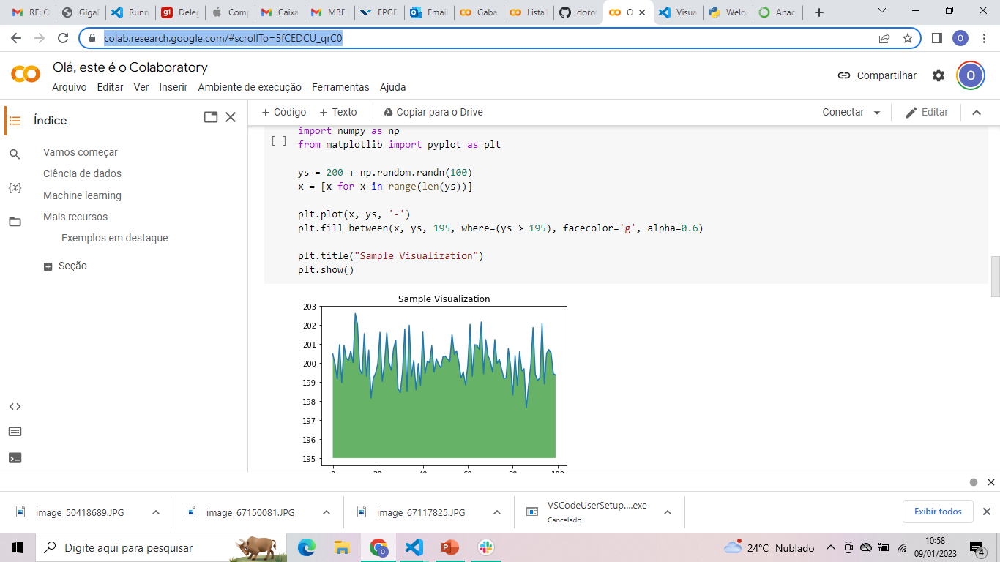 RE: C
Gigaf
Runn
g1
Deleg
Comp
Caixa
MBE
EPGE
Email
Gaba
Lista
dorot
O
Visua
Welc
Anac
colab.research.google.com/#scrollTo=5fCEDCU_qrC0
O
Olá, este é o Colaboratory
Arquivo Editar Ver Inserir Ambiente de execução Ferramentas Ajuda
Compartilhar
O
Índice
+ Código + Texto Copiar para o Drive
Conectar Editar
Vamos começar
Ciência de dados
Machine learning
Mais recursos
Exemplos em destaque
Seção
{x}
[ ]
import numpy as np
from matplotlib import pyplot as plt
ys = 200 + np.random.randn(100)
x = [x for x in range(len(ys))]
plt.plot(x, ys, '-')
plt.fill_between(x, ys, 195, where=(ys > 195), facecolor='g', alpha=0.6)
plt.title("Sample Visualization")
plt.show()
Sample Visualization
203
202
201
200
199
198
197
196
195
0 20 40 60 80 100
image_50418689.JPG
image_67150081.JPG
image_67117825.JPG
VSCodeUserSetup....exe
Cancelado
Exibir todos
Digite aqui para pesquisar
24°C Nublado
10:58
09/01/2023
4